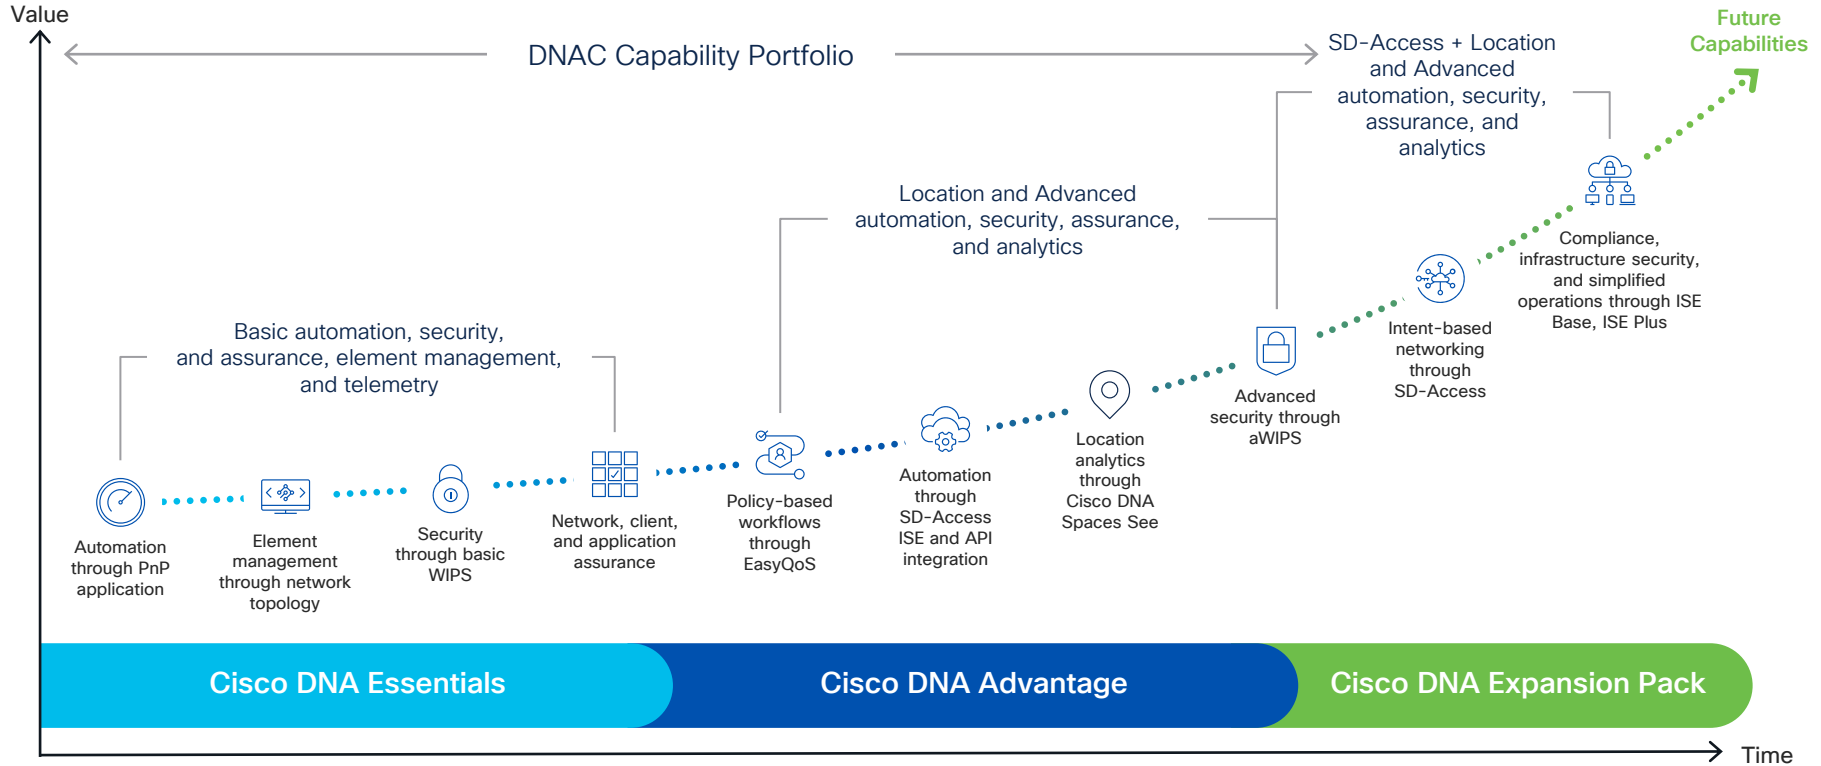 Value
DNAC Capability Portfolio
SD-Access + Location
and Advanced
automation, security,
assurance, and
analytics
Future
Capabilities
Location and Advanced
automation, security, assurance,
and analytics
Basic automation, security,
and assurance, element management,
and telemetry
Automation
through PnP
application
Element
management
through network
topology
Security
through basic
WIPS
Network, client,
and application
assurance
Policy-based
workflows
through
EasyQoS
Automation
through
SD-Access
ISE and API
integration
Location
analytics
through
Cisco DNA
Spaces See
Advanced
security through
aWIPS
Intent-based
networking
through
SD-Access
Compliance,
infrastructure security,
and simplified
operations through ISE
Base, ISE Plus
Cisco DNA Essentials
Cisco DNA Advantage
Cisco DNA Expansion Pack
Time